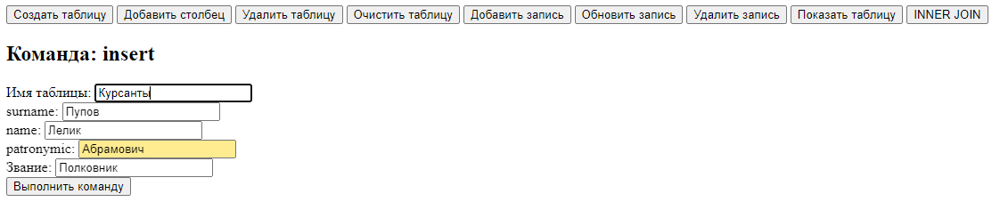 Создать таблицу Добавить столбец Удалить таблицу Очистить таблицу Добавить запись Обновить запись Удалить запись Показать таблицу INNER JOIN
Команда: insert
Имя таблицы: Курсанты
surname: Пупов
name: Лелик
patronymic: Абрамович
Звание: Полковник
Выполнить команду